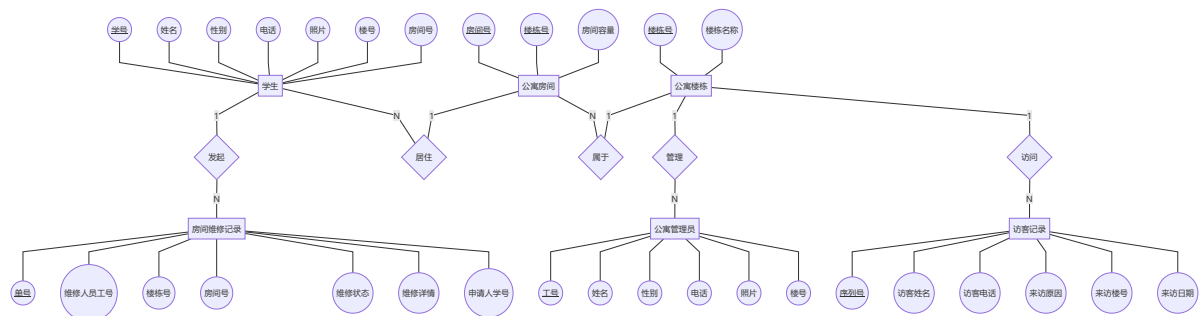 学号
姓名
性别
电话
照片
楼号
房间号
房间号
楼栋号
房间容量
楼栋号
楼栋名称
学生
公寓房间
公寓楼栋
1
N
1
N
1
1
1
发起
居住
属于
管理
访问
N
N
N
房间维修记录
公寓管理员
访客记录
单号
维修人员工号
楼栋号
房间号
维修状态
维修详情
申请人学号
工号
姓名
性别
电话
照片
楼号
序列号
访客姓名
访客电话
来访原因
来访楼号
来访日期